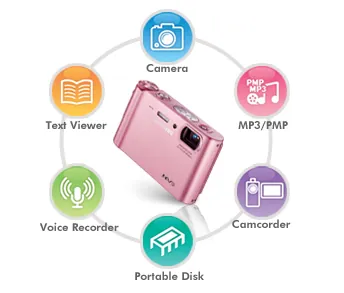 Camera
PMP
MP3
Text Viewer
MP3/PMP
Voice Recorder
Camcorder
Portable Disk